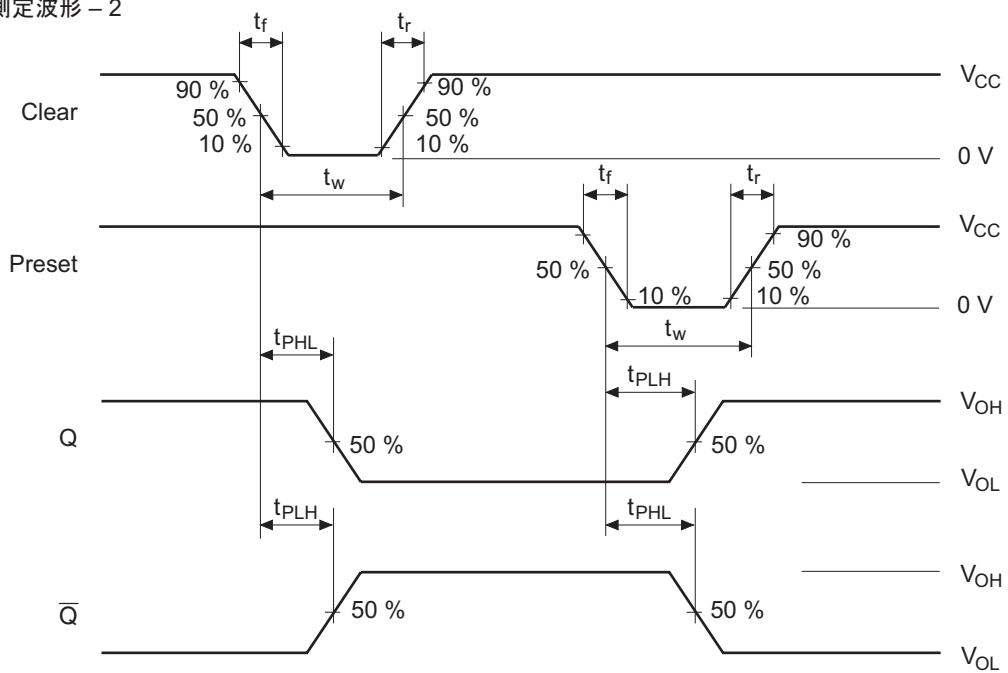 測定波形 – 2
tf
tr
90 %
90 %
VCC
Clear
50 %
50 %
10 %
10 %
0 V
tw
tf
tr
VCC
90 %
Preset
50 %
50 %
10 %
10 %
0 V
tw
tPHL
tPLH
VOH
Q
50 %
50 %
VOL
tPLH
tPHL
VOH
Q̅
50 %
50 %
VOL